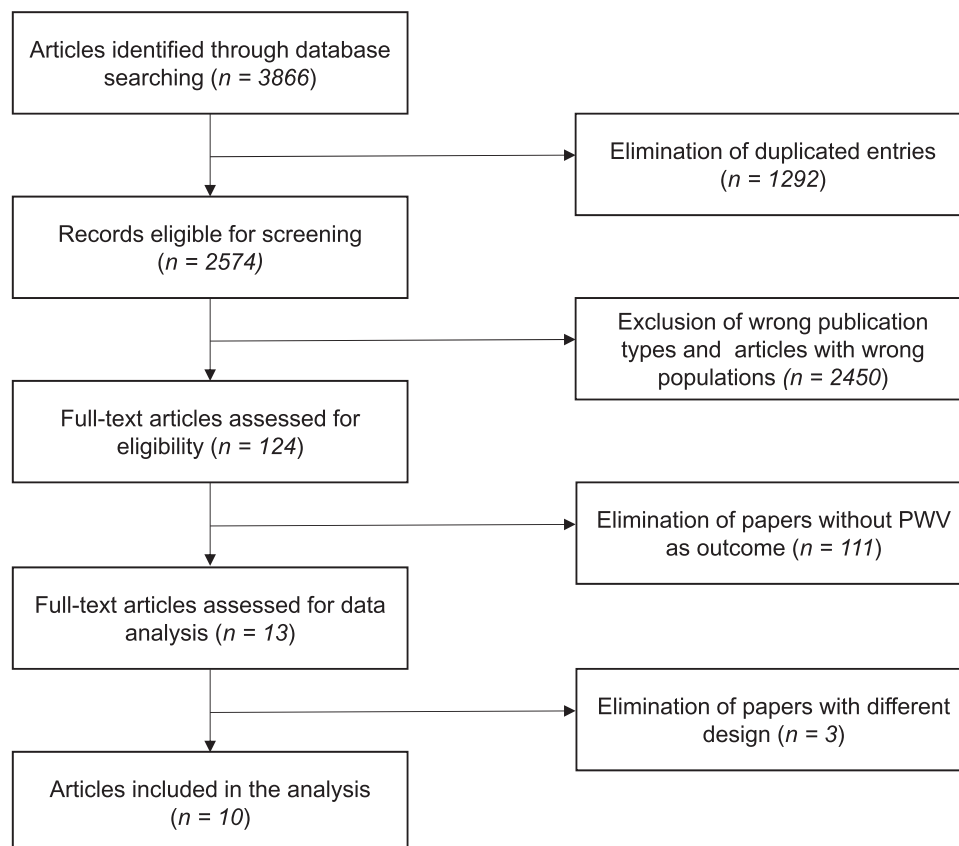 Articles identified through database
searching (n = 3866)
Elimination of duplicated entries
(n = 1292)
Records eligible for screening
(n = 2574)
Exclusion of wrong publication
types and articles with wrong
populations (n = 2450)
Full-text articles assessed for
eligibility (n = 124)
Elimination of papers without PWV
as outcome (n = 111)
Full-text articles assessed for data
analysis (n = 13)
Elimination of papers with different
design (n = 3)
Articles included in the analysis
(n = 10)